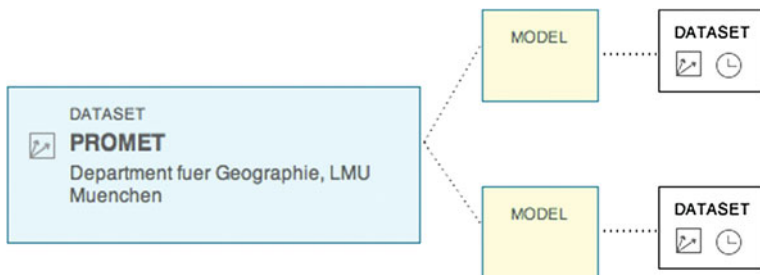 DATASET
PROMET
Department fuer Geographie, LMU
Muenchen
MODEL
DATASET
MODEL
DATASET